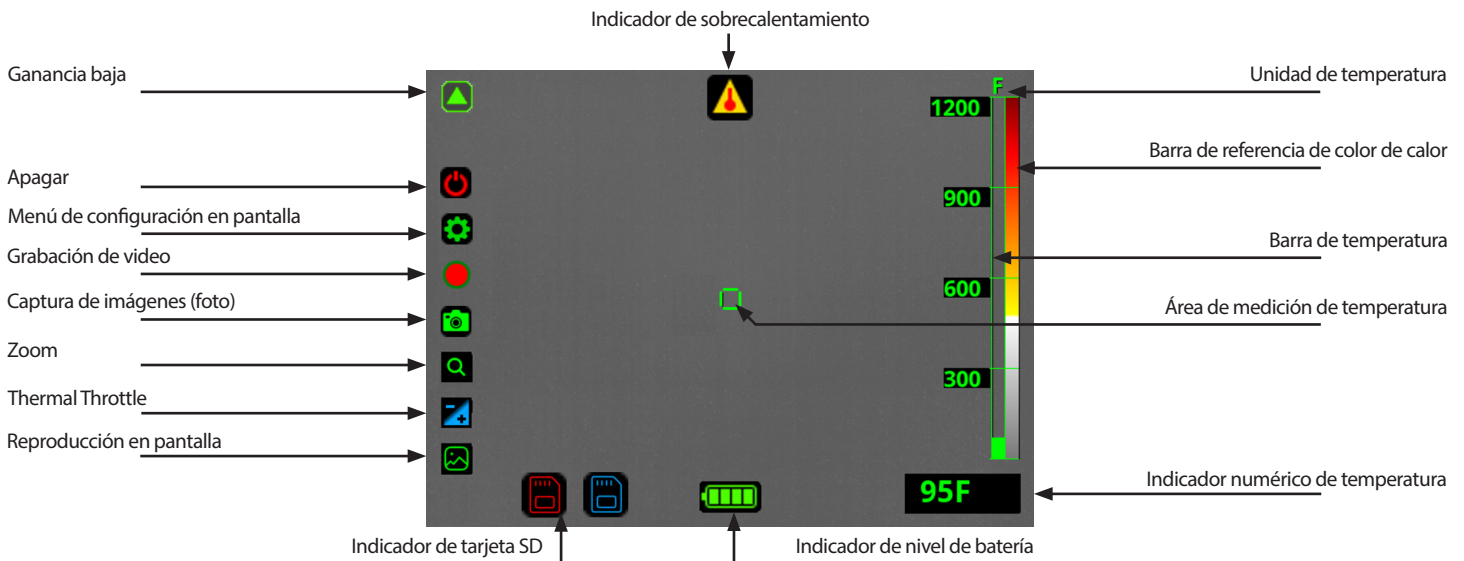 Indicador de sobrecalentamiento
Ganancia baja
Unidad de temperatura
F
1200
Barra de referencia de color de calor
Apagar
900
Menú de configuración en pantalla
Barra de temperatura
Grabación de video
600
Captura de imágenes (foto)
Área de medición de temperatura
Zoom
300
Thermal Throttle
Reproducción en pantalla
95F
Indicador numérico de temperatura
Indicador de tarjeta SD
Indicador de nivel de batería